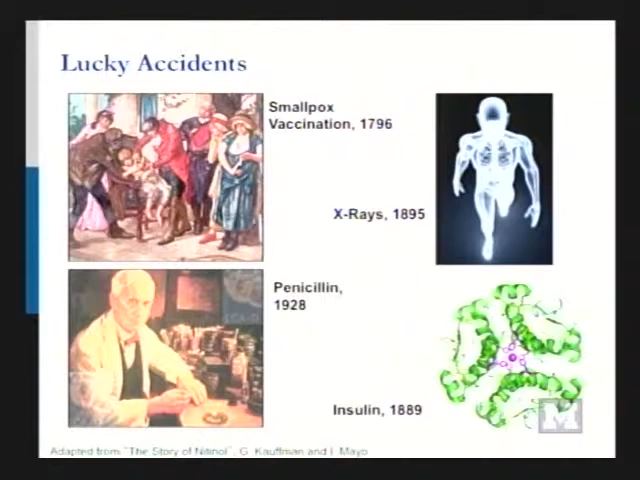 Lucky Accidents
Smallpox
Vaccination, 1796
X-Rays, 1895
Penicillin,
1928
Insulin, 1889
M
Adapted from "The Story of Nitinol", G. Kauffman and I. Mayo